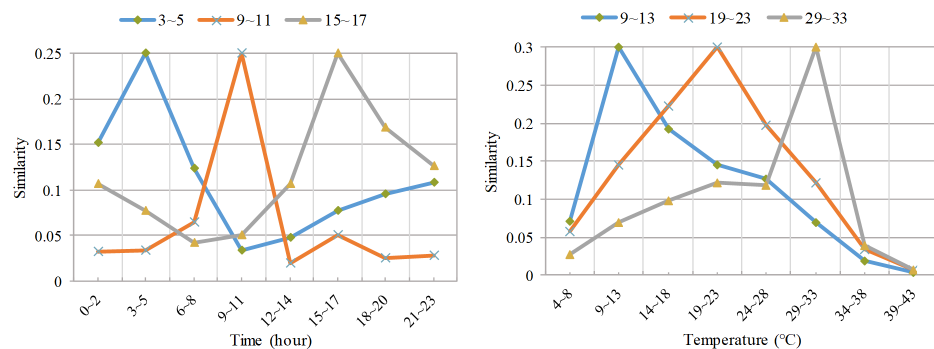 3~5 9~11 15~17
0.25
0.2
0.15
0.1
0.05
0
Similarity
0~2 3~5 6~8 9~11 12~14 15~17 18~20 21~23
Time (hour)
9~13 19~23 29~33
0.3
0.25
0.2
0.15
0.1
0.05
0
Similarity
4~8 9~13 14~18 19~23 24~28 29~33 34~38 39~43
Temperature (°C)